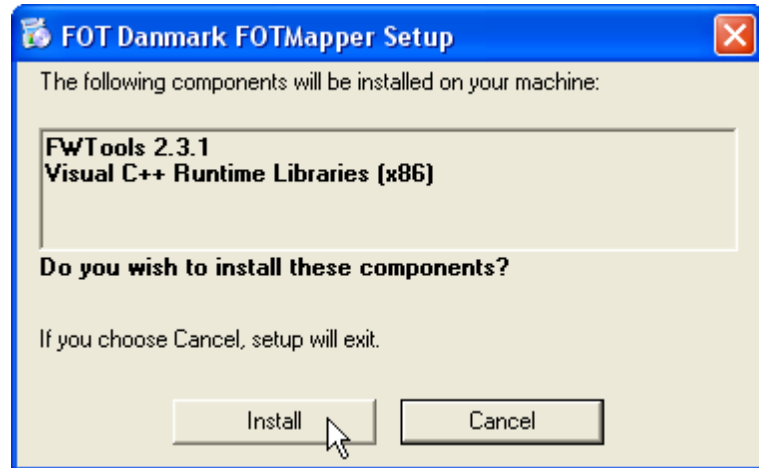 FOT Danmark FOTMapper Setup
The following components will be installed on your machine:
FWTools 2.3.1
Visual C++ Runtime Libraries (x86)
Do you wish to install these components?
If you choose Cancel, setup will exit.
Install
Cancel